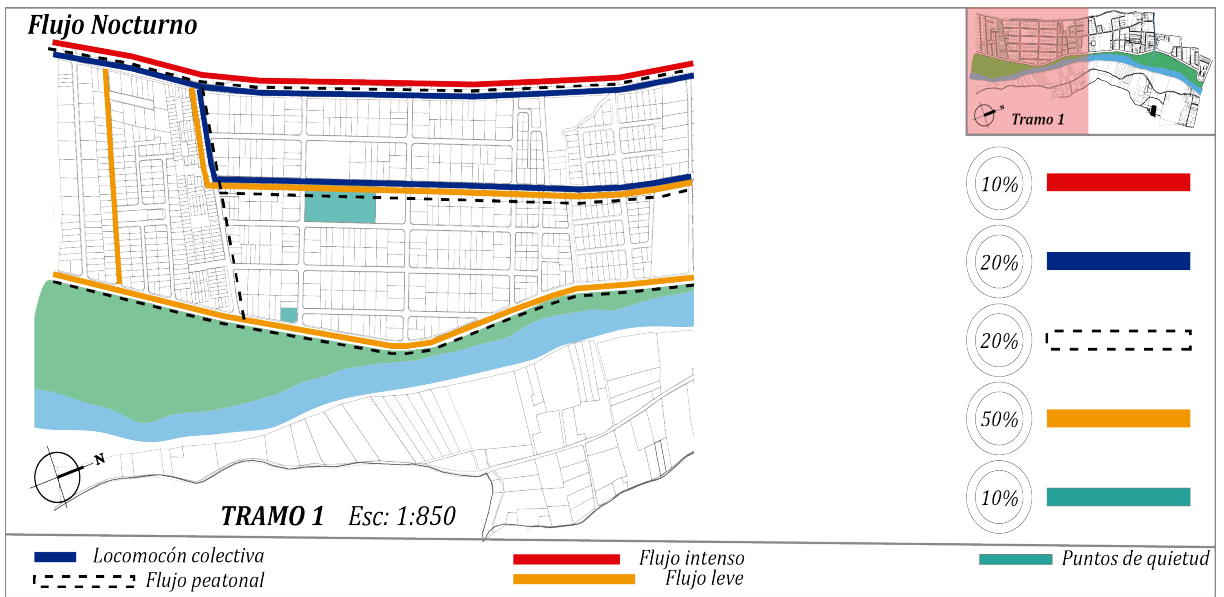 Flujo Nocturno
N
Tramo 1
10%
20%
20%
50%
10%
N
TRAMO 1 Esc: 1:850
Locomocón colectiva
Flujo intenso
Puntos de quietud
Flujo peatonal
Flujo leve